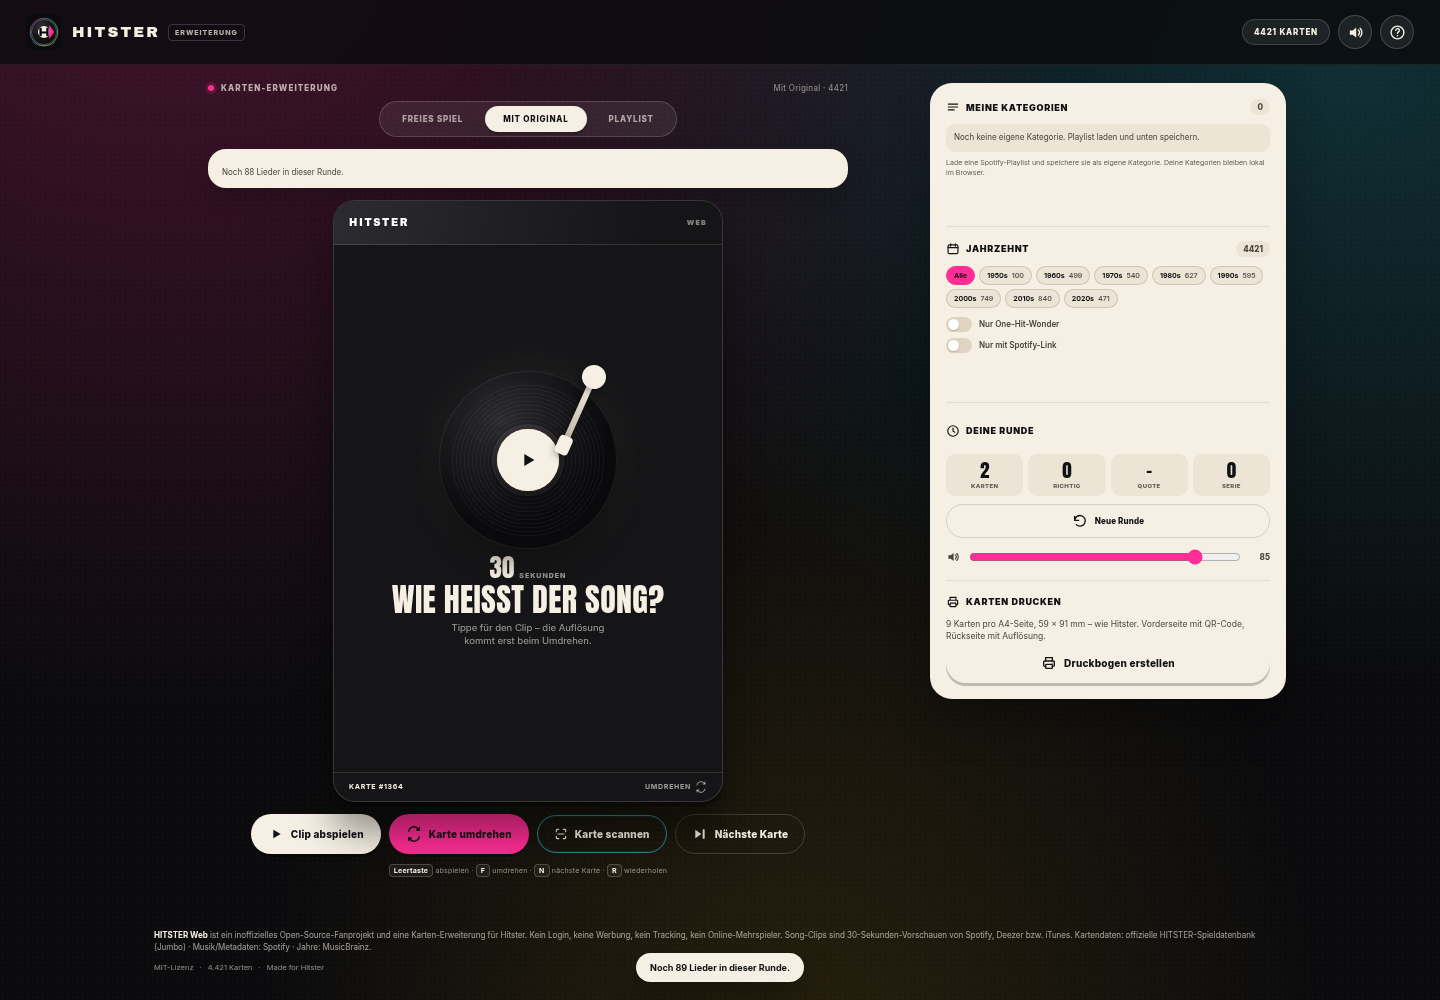 HITSTER ERWEITERUNG
4421 KARTEN
KARTEN-ERWEITERUNG
Mit Original · 4421
FREIES SPIEL
MIT ORIGINAL
PLAYLIST
Noch 88 Lieder in dieser Runde.
HITSTER
WEB
30 SEKUNDEN
WIE HEISST DER SONG?
Tippe für den Clip – die Auflösung
kommt erst beim Umdrehen.
KARTE #1364
UMDREHEN
Clip abspielen
Karte umdrehen
Karte scannen
Nächste Karte
Leertaste abspielen · F umdrehen · N nächste Karte · R wiederholen
MEINE KATEGORIEN
0
Noch keine eigene Kategorie. Playlist laden und unten speichern.
Lade eine Spotify-Playlist und speichere sie als eigene Kategorie. Deine Kategorien bleiben lokal
im Browser.
JAHRZEHNT
4421
Alle
1950s 100
1960s 499
1970s 540
1980s 627
1990s 595
2000s 749
2010s 840
2020s 471
Nur One-Hit-Wonder
Nur mit Spotify-Link
DEINE RUNDE
2
KARTEN
0
RICHTIG
-
QUOTE
0
SERIE
Neue Runde
85
KARTEN DRUCKEN
9 Karten pro A4-Seite, 59 × 91 mm – wie Hitster. Vorderseite mit QR-Code,
Rückseite mit Auflösung.
Druckbogen erstellen
HITSTER Web ist ein inoffizielles Open-Source-Fanprojekt und eine Karten-Erweiterung für Hitster. Kein Login, keine Werbung, kein Tracking, kein Online-Mehrspieler. Song-Clips sind 30-Sekunden-Vorschauen von Spotify, Deezer bzw. iTunes. Kartendaten: offizielle HITSTER-Spieldatenbank
(Jumbo) · Musik/Metadaten: Spotify · Jahre: MusicBrainz.
MIT-Lizenz · 4.421 Karten · Made for Hitster
Noch 89 Lieder in dieser Runde.